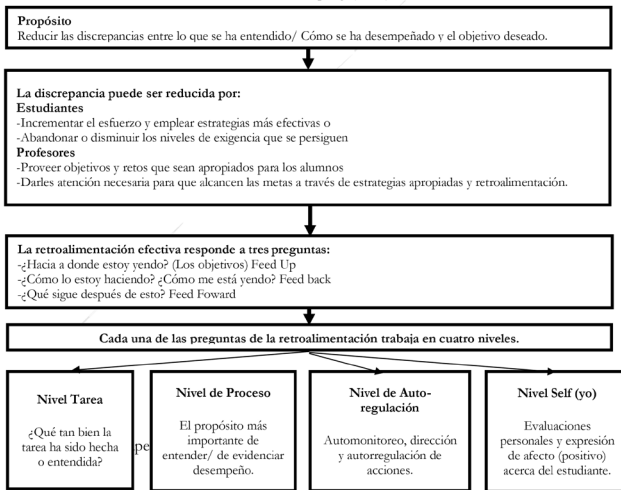 Propósito
Reducir las discrepancias entre lo que se ha entendido/ Cómo se ha desempeñado y el objetivo deseado.
La discrepancia puede ser reducida por:
Estudiantes
-Incrementar el esfuerzo y emplear estrategias más efectivas o
-Abandonar o disminuir los niveles de exigencia que se persiguen
Profesores
-Proveer objetivos y retos que sean apropiados para los alumnos
-Darles atención necesaria para que alcancen las metas a través de estrategias apropiadas y retroalimentación.
La retroalimentación efectiva responde a tres preguntas:
-¿Hacia a donde estoy yendo? (Los objetivos) Feed Up
-¿Cómo lo estoy haciendo? ¿Cómo me está yendo? Feed back
-¿Qué sigue después de esto? Feed Foward
Cada una de las preguntas de la retroalimentación trabaja en cuatro niveles.
Nivel Tarea
¿Qué tan bien la
tarea ha sido hecha
o entendida?
pe
Nivel de Proceso
El propósito más
importante de
entender/ de evidenciar
desempeño.
Nivel de Auto-
regulación
Automonitoreo, dirección
y autorregulación de
acciones.
Nivel Self (yo)
Evaluaciones
personales y expresión
de afecto (positivo)
acerca del estudiante.